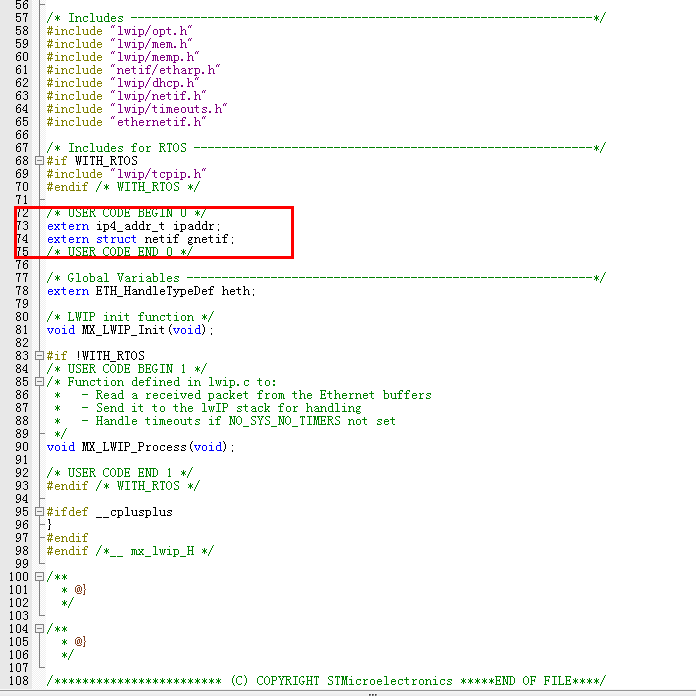 56
57 /* Includes ------------------------------------------------------------------*/
58 #include "lwip/opt.h"
59 #include "lwip/mem.h"
60 #include "lwip/memp.h"
61 #include "netif/etharp.h"
62 #include "lwip/dhcp.h"
63 #include "lwip/netif.h"
64 #include "lwip/timeouts.h"
65 #include "ethernetif.h"
66
67 /* Includes for RTOS ---------------------------------------------------------*/
68 #if WITH_RTOS
69 #include "lwip/tcpip.h"
70 #endif /* WITH_RTOS */
71
72 /* USER CODE BEGIN 0 */
73 extern ip4_addr_t ipaddr;
74 extern struct netif gnetif;
75 /* USER CODE END 0 */
76
77 /* Global Variables ----------------------------------------------------------*/
78 extern ETH_HandleTypeDef heth;
79
80 /* LWIP init function */
81 void MX_LWIP_Init(void);
82
83 #if !WITH_RTOS
84 /* USER CODE BEGIN 1 */
85 /* Function defined in lwip.c to:
86  *   - Read a received packet from the Ethernet buffers
87  *   - Send it to the lwIP stack for handling
88  *   - Handle timeouts if NO_SYS_NO_TIMERS not set
89  */
90 void MX_LWIP_Process(void);
91
92 /* USER CODE END 1 */
93 #endif /* WITH_RTOS */
94
95 #ifdef __cplusplus
96 }
97 #endif
98 #endif /*__ mx_lwip_H */
99
100 /**
101   * @}
102   */
103
104 /**
105   * @}
106   */
107
108 /************************ (C) COPYRIGHT STMicroelectronics *****END OF FILE****/